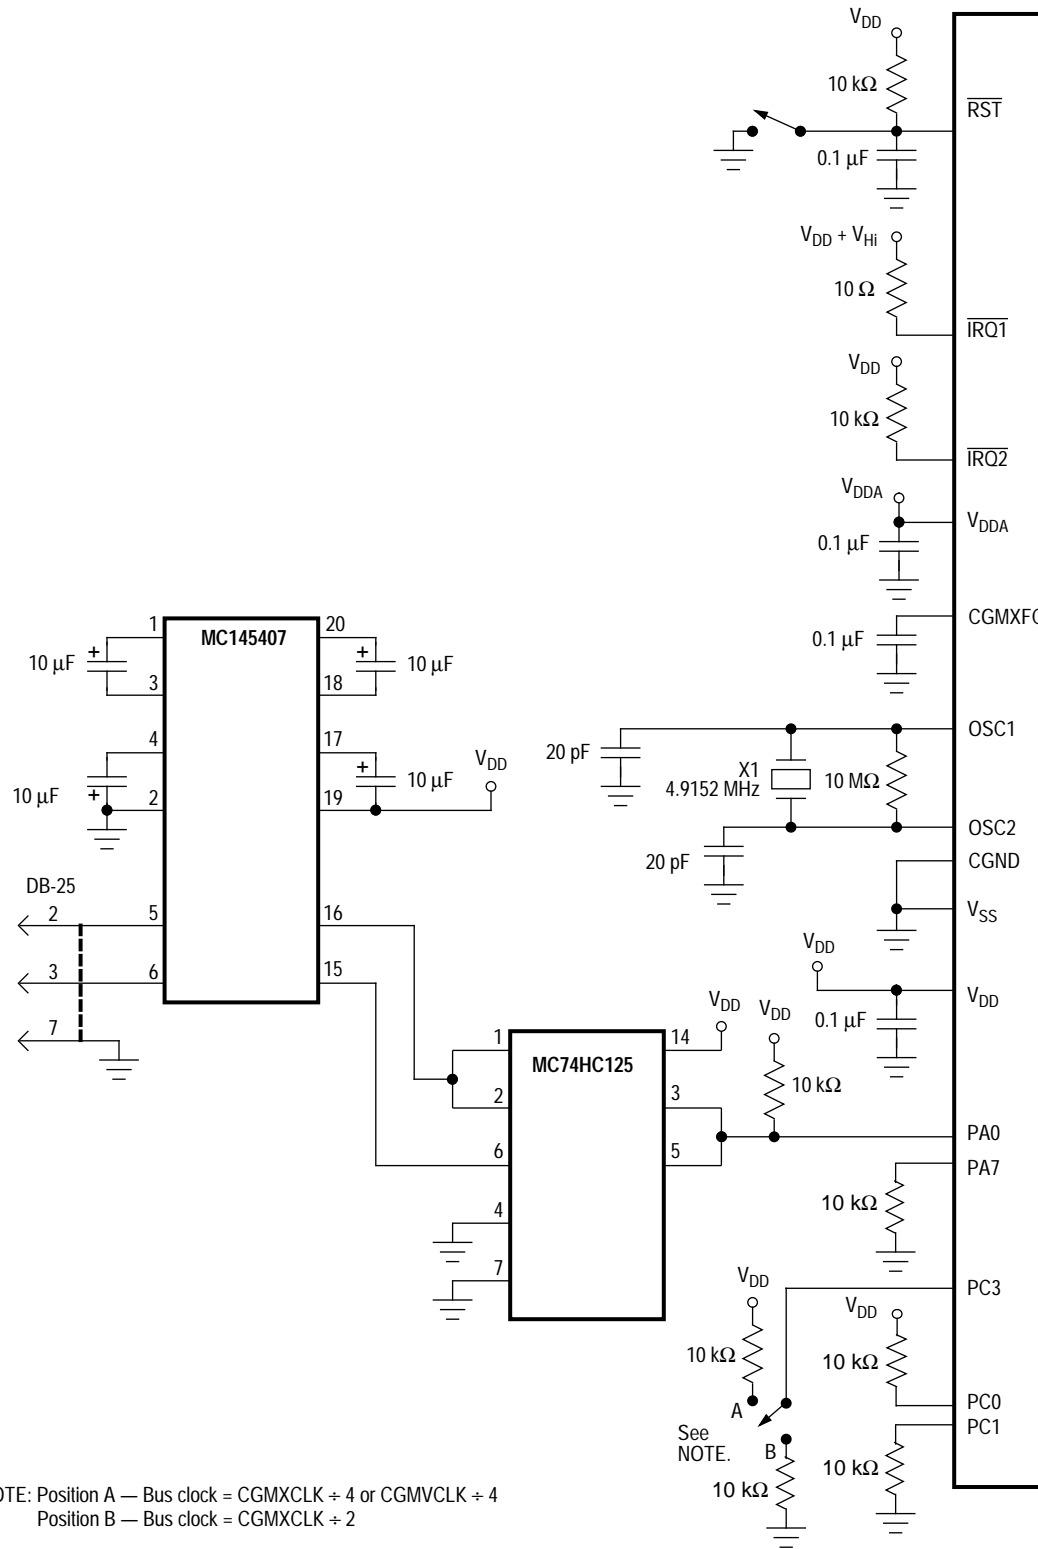 VDD
10 kΩ
RST
0.1 µF
VDD + VHi
10 Ω
IRQ1
VDD
10 kΩ
IRQ2
VDDA
VDDA
0.1 µF
CGMXFC
0.1 µF
1
MC145407
20
10 µF
+
+
10 µF
3
18
4
17
10 µF
+
+
10 µF
VDD
2
19
OSC1
20 pF
X1
4.9152 MHz
10 MΩ
OSC2
20 pF
CGND
VSS
DB-25
2
5
16
3
6
15
7
VDD
VDD
0.1 µF
VDD
VDD
10 kΩ
1
MC74HC125
14
2
3
6
5
4
7
PA0
PA7
10 kΩ
VDD
PC3
10 kΩ
VDD
10 kΩ
A
PC0
PC1
See
NOTE.
B
10 kΩ
10 kΩ
OTE: Position A — Bus clock = CGMXCLK ÷ 4 or CGMVCLK ÷ 4
Position B — Bus clock = CGMXCLK ÷ 2